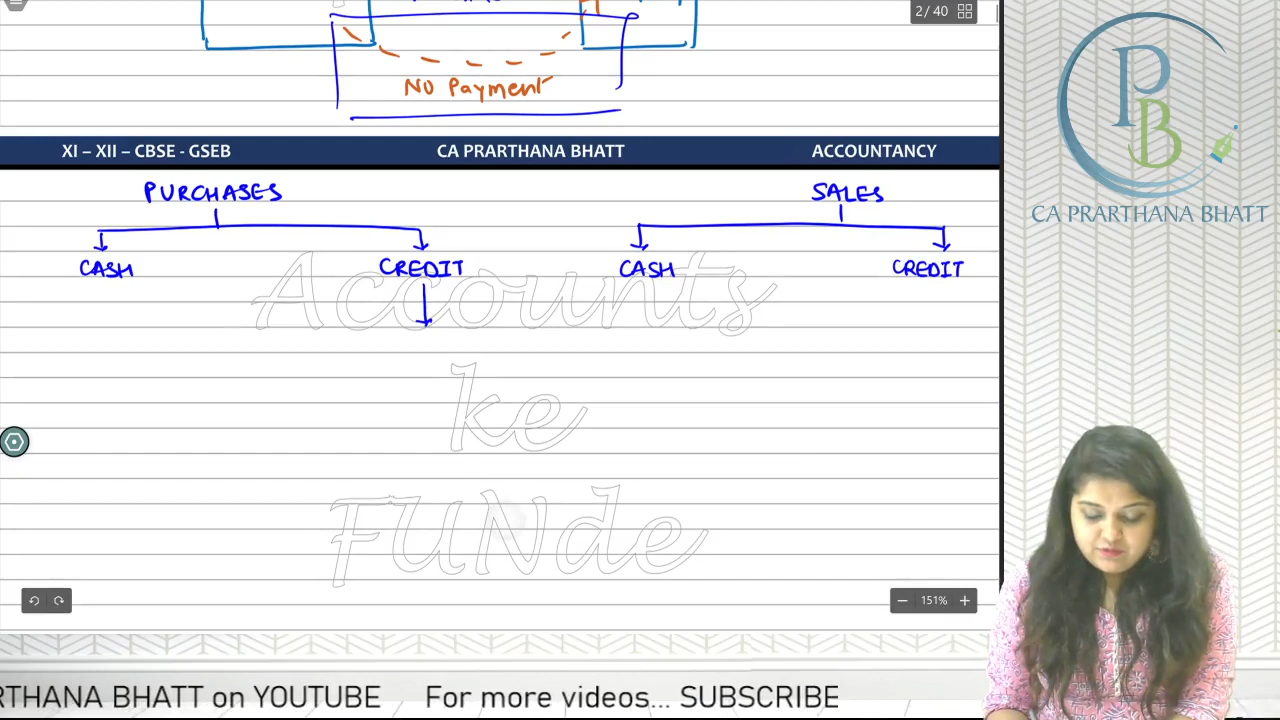 2 / 40
No Payment
XI – XII – CBSE - GSEB CA PRARTHANA BHATT ACCOUNTANCY
PURCHASES SALES
CASH CREDIT CASH CREDIT
Accounts
ke
FUNde
151%
PB
CA PRARTHANA BHATT
RTHANA BHATT on YOUTUBE For more videos... SUBSCRIBE